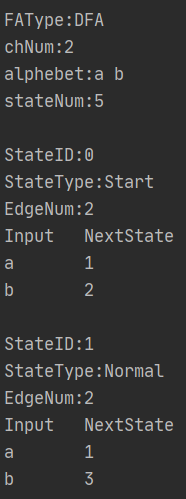 FAType:DFA
chNum:2
alphebet:a b
stateNum:5
StateID:0
StateType:Start
EdgeNum:2
Input NextState
a 1
b 2
StateID:1
StateType:Normal
EdgeNum:2
Input NextState
a 1
b 3